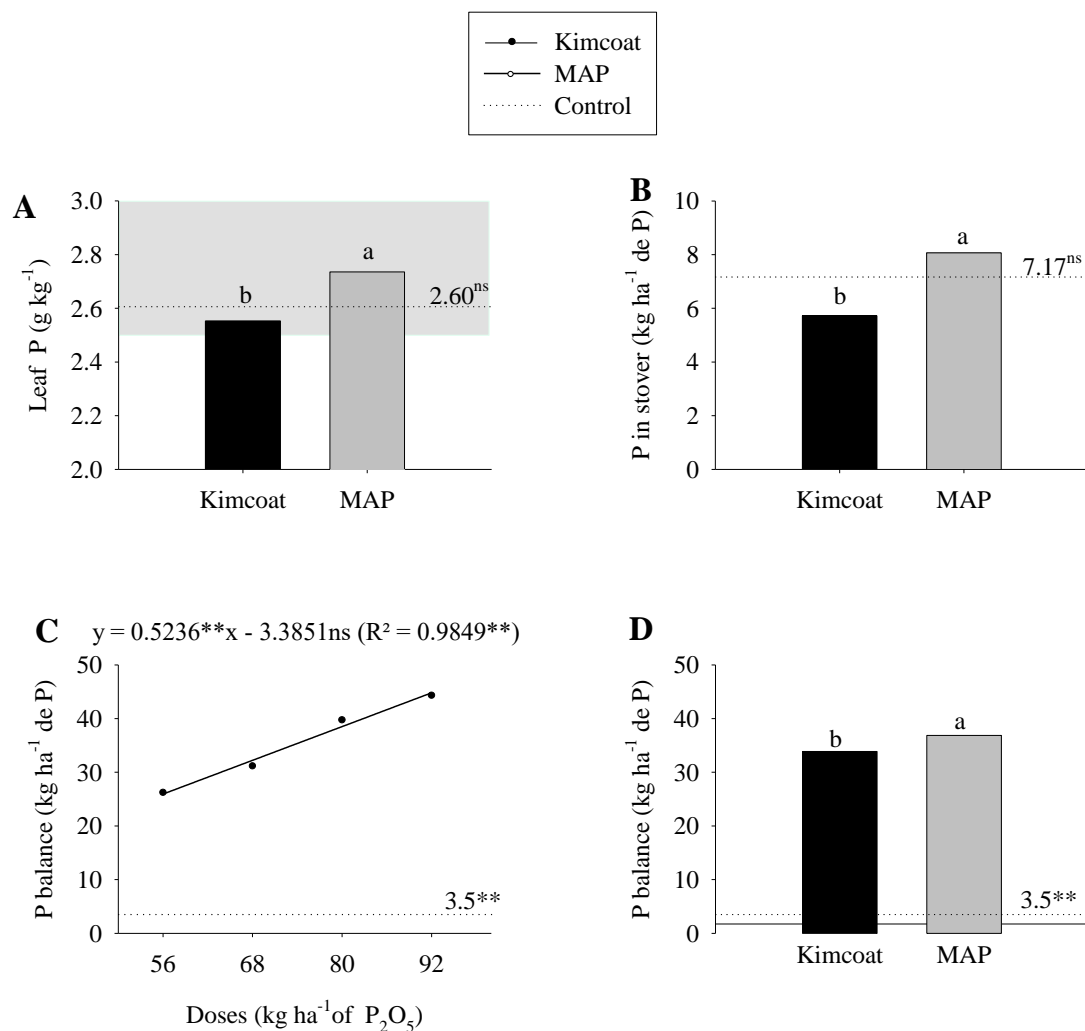 Kimcoat
MAP
Control
A
Leaf P (g kg⁻¹)
3.0
2.8
2.6
2.4
2.2
2.0
b
a
2.60ⁿˢ
Kimcoat
MAP
B
P in stover (kg ha⁻¹ de P)
10
8
6
4
2
0
b
a
7.17ⁿˢ
Kimcoat
MAP
C
y = 0.5236**x - 3.3851ns (R² = 0.9849**)
P balance (kg ha⁻¹ de P)
50
40
30
20
10
0
3.5**
56
68
80
92
Doses (kg ha⁻¹of P₂O₅)
D
P balance (kg ha⁻¹ de P)
50
40
30
20
10
0
b
a
3.5**
Kimcoat
MAP